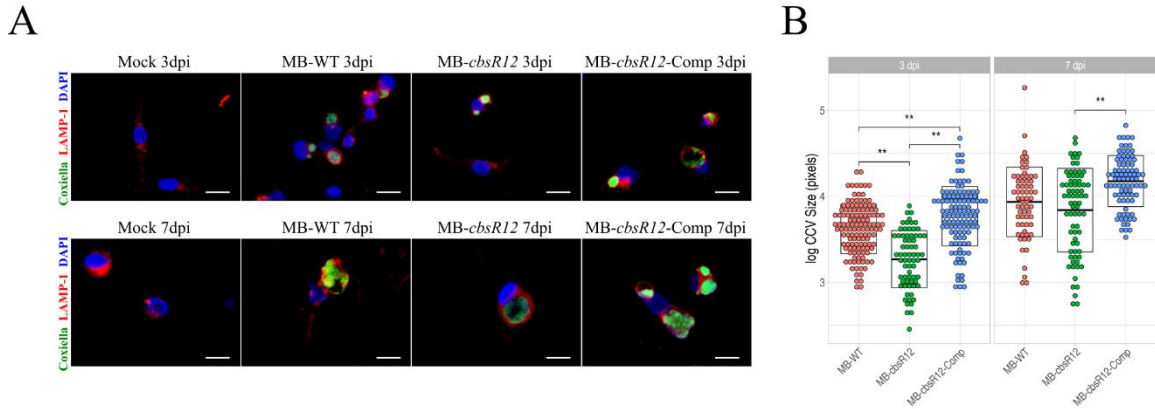 A
Mock 3dpi MB-WT 3dpi MB-cbsR12 3dpi MB-cbsR12-Comp 3dpi
Coxiella LAMP-1 DAPI
Mock 7dpi MB-WT 7dpi MB-cbsR12 7dpi MB-cbsR12-Comp 7dpi
Coxiella LAMP-1 DAPI
B
3 dpi 7 dpi
log CCV Size (pixels)
5
4
3
**
**
**
**
MB-WT MB-cbsR12 MB-cbsR12-Comp MB-WT MB-cbsR12 MB-cbsR12-Comp